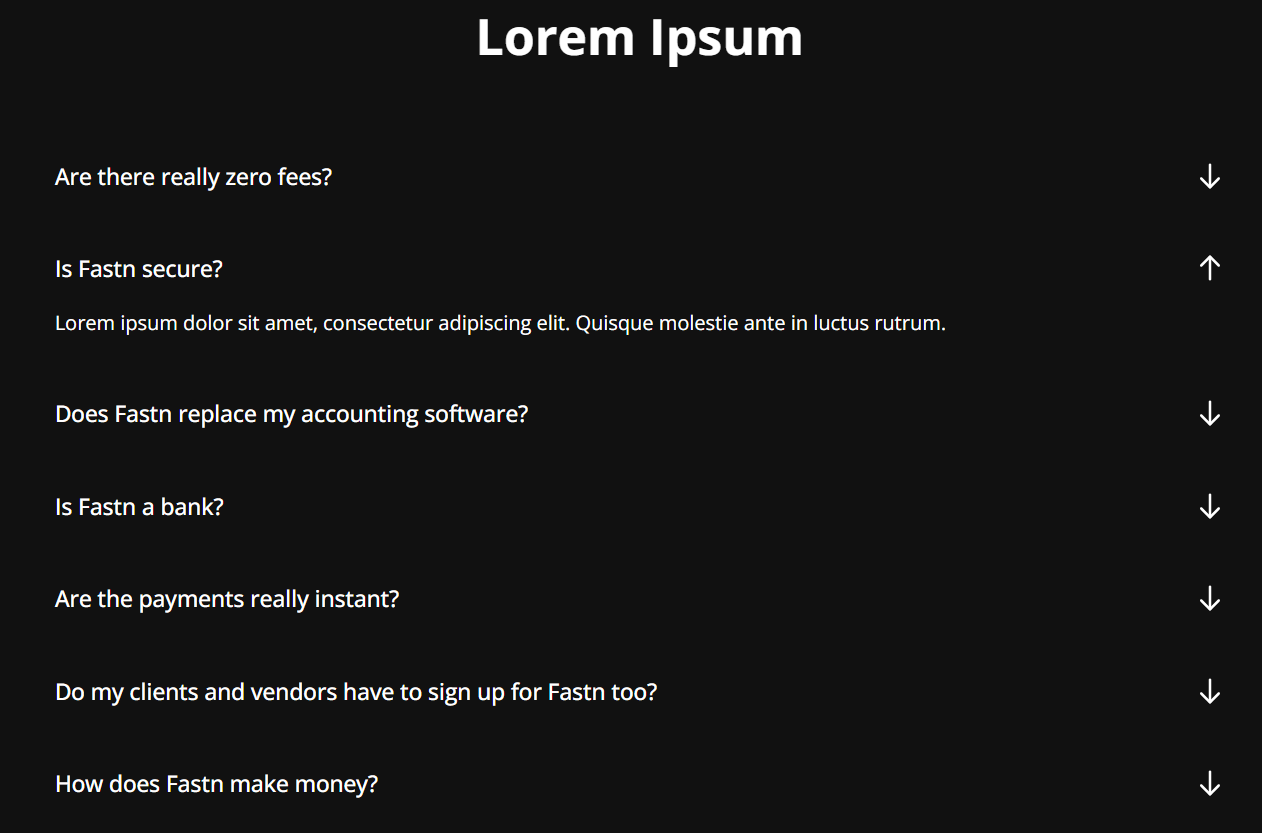 Lorem Ipsum
Are there really zero fees?
Is Fastn secure?
Lorem ipsum dolor sit amet, consectetur adipiscing elit. Quisque molestie ante in luctus rutrum.
Does Fastn replace my accounting software?
Is Fastn a bank?
Are the payments really instant?
Do my clients and vendors have to sign up for Fastn too?
How does Fastn make money?